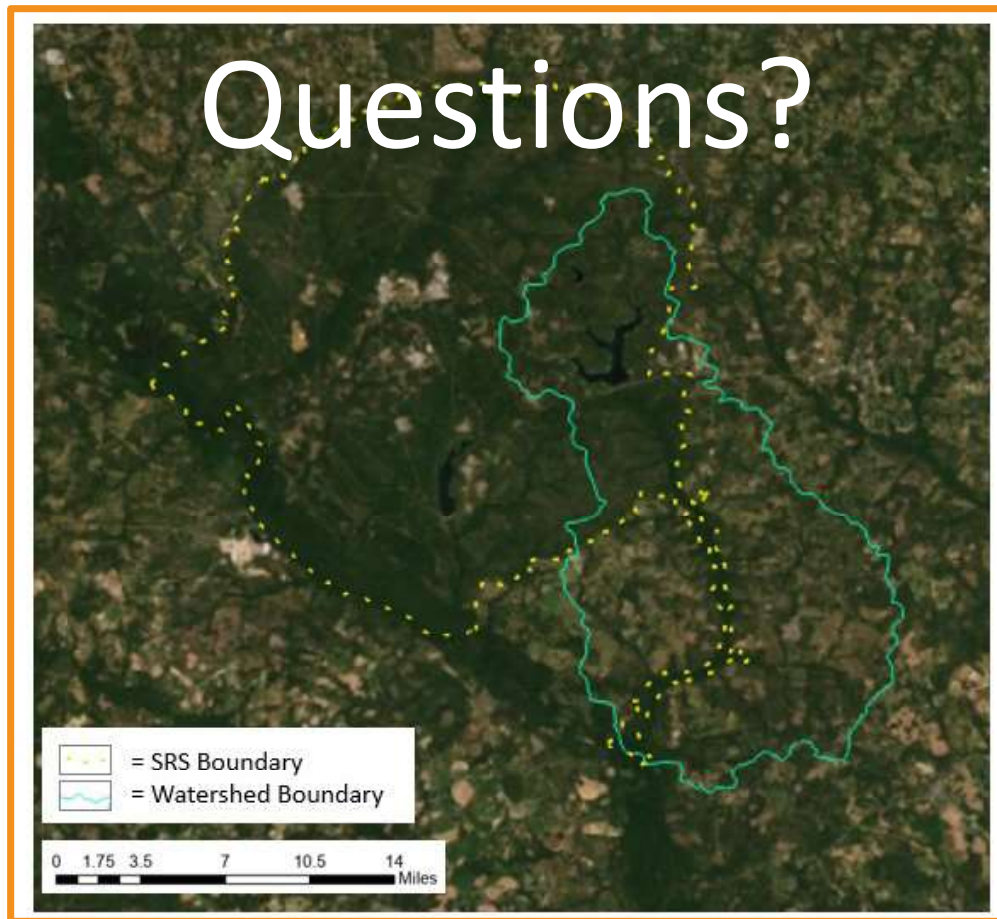 Questions?
= SRS Boundary
= Watershed Boundary
0 1.75 3.5 7 10.5 14
Miles